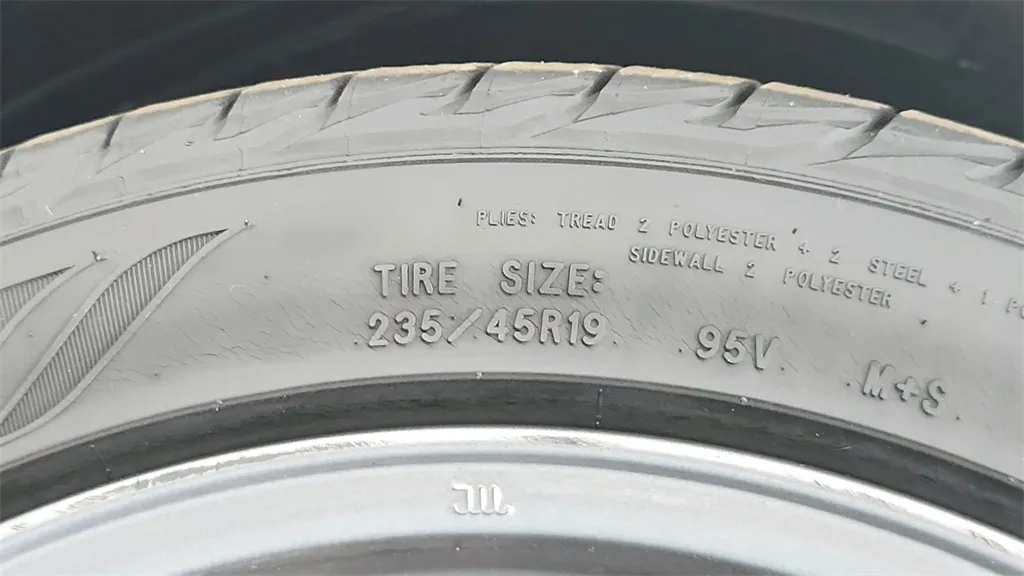 PLIES: TREAD 2 POLYESTER + 2 STEEL + 1
SIDEWALL 2 POLYESTER
TIRE SIZE:
235/45R19 95V M+S